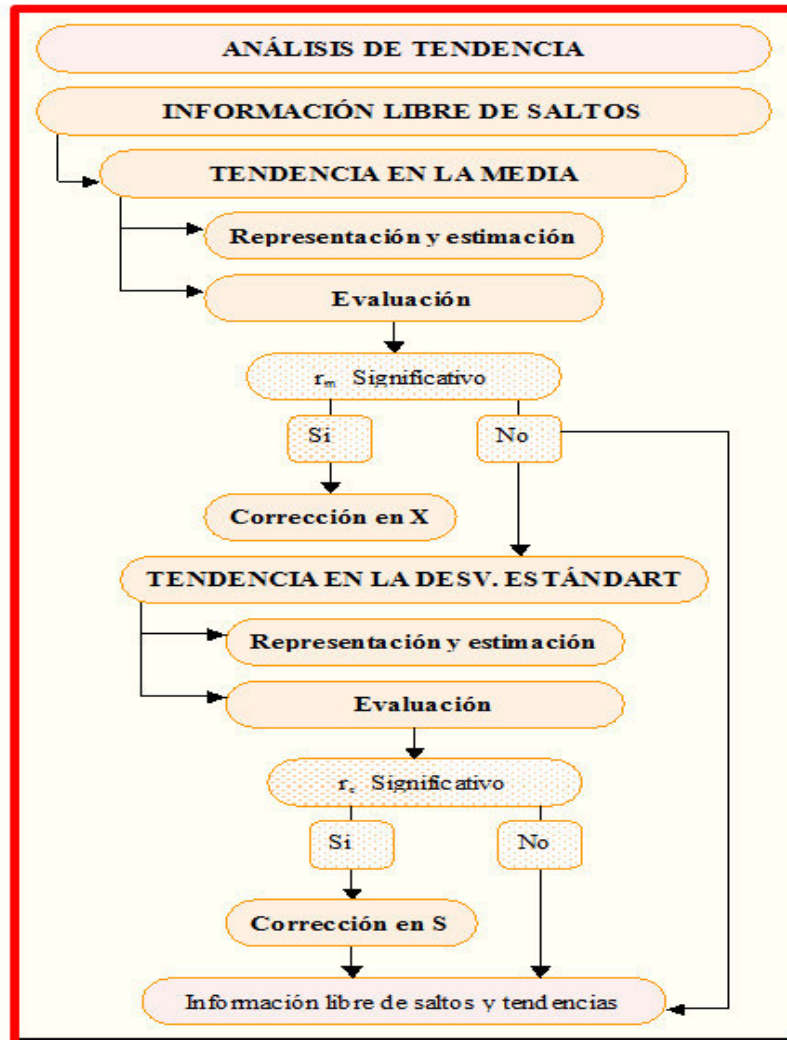 ANÁLISIS DE TENDENCIA
INFORMACIÓN LIBRE DE SALTOS
TENDENCIA EN LA MEDIA
Representación y estimación
Evaluación
rm Significativo
Si
No
Corrección en X
TENDENCIA EN LA DESV. ESTÁNDART
Representación y estimación
Evaluación
Significativo
Si
No
Corrección en S
Información libre de saltos y tendencias